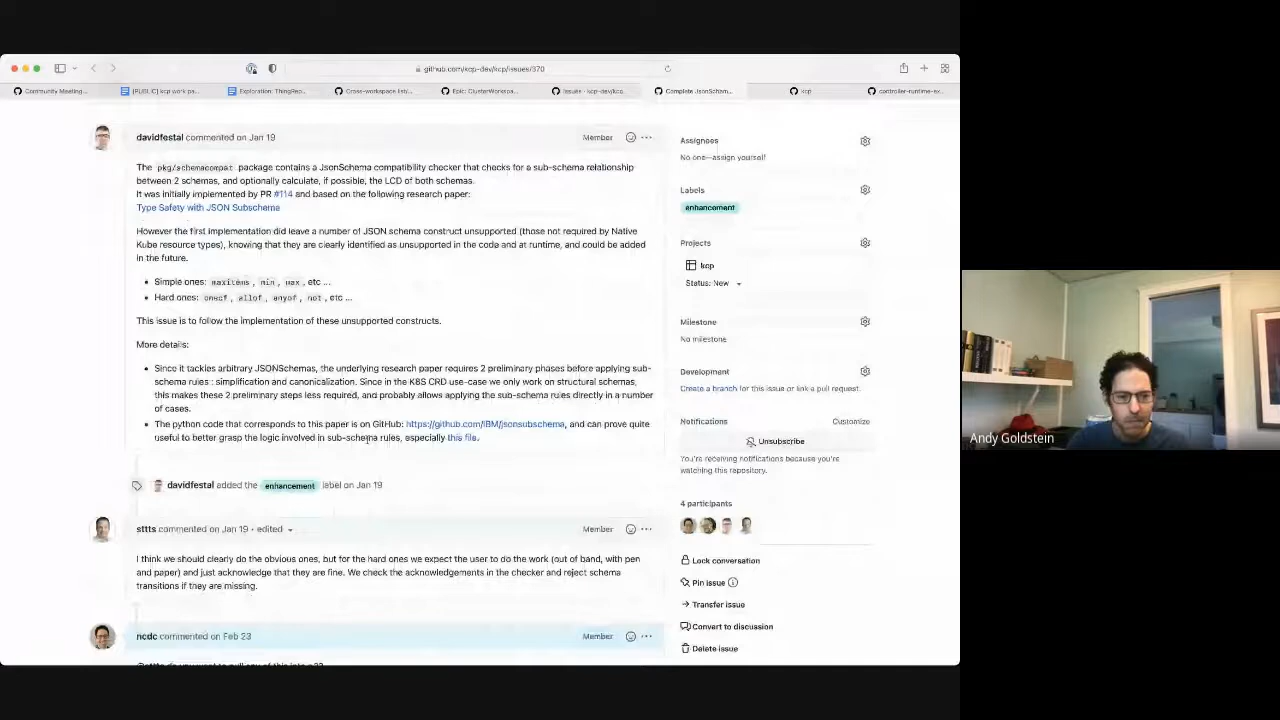 github.com/kcp-dev/kcp/issues/370
Community Meeting...
[PUBLIC] kcp work pa...
Exploration: ThingRepo...
Cross-workspace list/...
Epic: ClusterWorkspa...
Issues · kcp-dev/kcp...
Complete JsonSchem...
kcp
controller-runtime-ex...
davidfestal commented on Jan 19
Member
The pkg/schemacompat package contains a JsonSchema compatibility checker that checks for a sub-schema relationship
between 2 schemas, and optionally calculate, if possible, the LCD of both schemas.
It was initially implemented by PR #114 and based on the following research paper:
Type Safety with JSON Subschema
However the first implementation did leave a number of JSON schema construct unsupported (those not required by Native
Kube resource types), knowing that they are clearly identified as unsupported in the code and at runtime, and could be added
in the future.
• Simple ones: maxitems, min, max, etc ...
• Hard ones: oneof, allof, anyof, not, etc ...
This issue is to follow the implementation of these unsupported constructs.
More details:
• Since it tackles arbitrary JSONSchemas, the underlying research paper requires 2 preliminary phases before applying sub-
schema rules : simplification and canonicalization. Since in the K8S CRD use-case we only work on structural schemas,
this makes these 2 preliminary steps less required, and probably allows applying the sub-schema rules directly in a number
of cases.
• The python code that corresponds to this paper is on GitHub: https://github.com/IBM/jsonsubschema, and can prove quite
useful to better grasp the logic involved in sub-schema rules, especially this file.
davidfestal added the enhancement label on Jan 19
sttts commented on Jan 19 • edited
Member
I think we should clearly do the obvious ones, but for the hard ones we expect the user to do the work (out of band, with pen
and paper) and just acknowledge that they are fine. We check the acknowledgements in the checker and reject schema
transitions if they are missing.
ncdc commented on Feb 23
Member
Assignees
No one—assign yourself
Labels
enhancement
Projects
kcp
Status: New
Milestone
No milestone
Development
Create a branch for this issue or link a pull request.
Notifications
Customize
Unsubscribe
You're receiving notifications because you're
watching this repository.
4 participants
Lock conversation
Pin issue
Transfer issue
Convert to discussion
Delete issue
Andy Goldstein